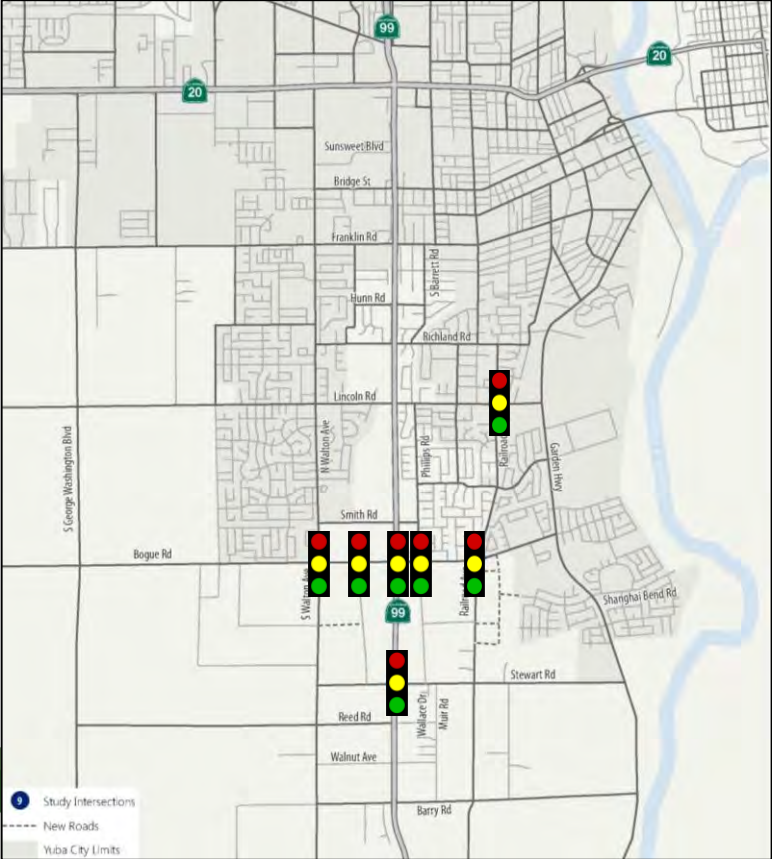 99
20
20
Sunsweet Blvd
Bridge St
Franklin Rd
S Barrett Rd
Hunn Rd
Richland Rd
Lincoln Rd
N Walton Ave
Phillips Rd
Railroad
Garden Hwy
S George Washington Blvd
Smith Rd
Bogue Rd
S Walton Ave
99
Shanghai Bend Rd
Stewart Rd
Wallace Dr
Muir Rd
Reed Rd
Walnut Ave
Barry Rd
9 Study Intersections
New Roads
Yuba City Limits